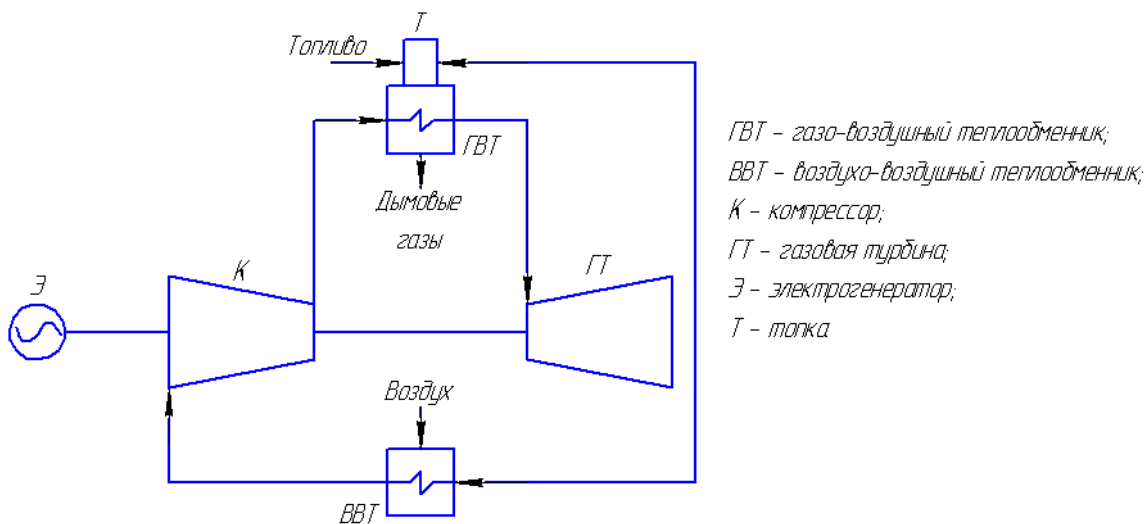 Т
Топливо
ГВТ
Дымовые
газы
К
ГТ
Э
Воздух
ВВТ
ГВТ - газо-воздушный теплообменник;
ВВТ - воздухо-воздушный теплообменник;
К - компрессор;
ГТ - газовая турбина;
Э - электрогенератор;
Т - топка